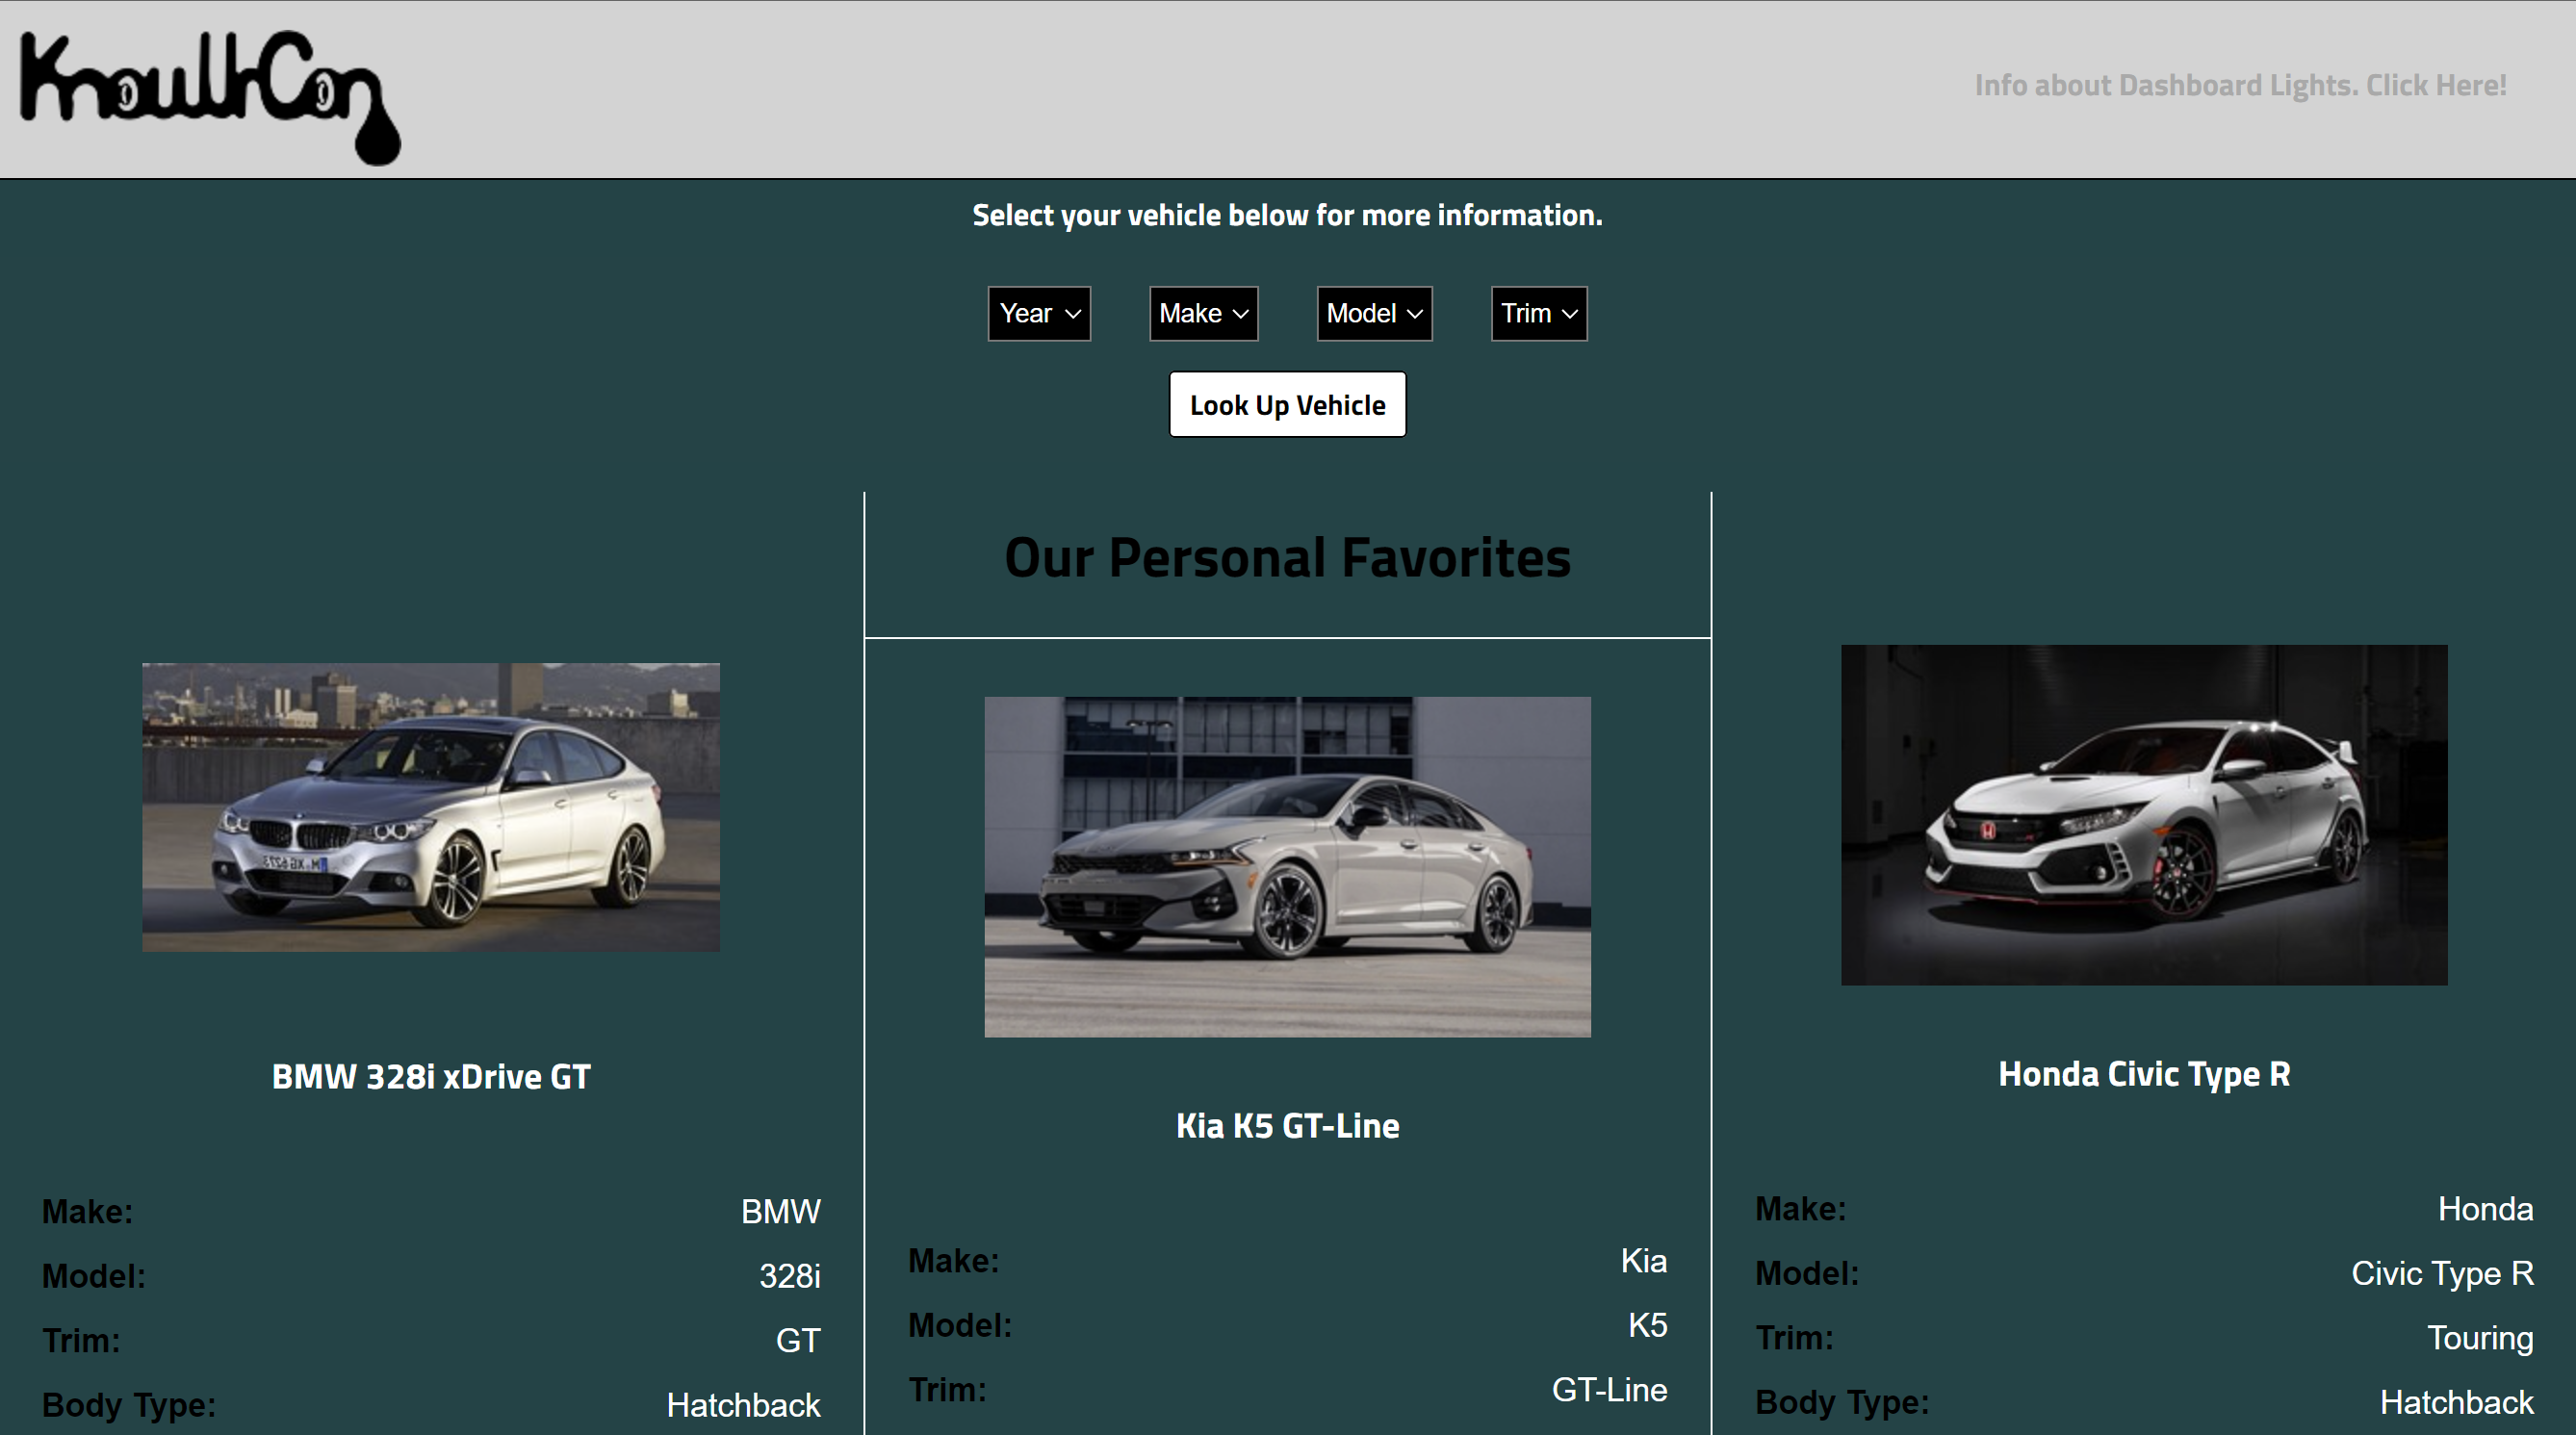 KnowUrCar
Info about Dashboard Lights. Click Here!
Select your vehicle below for more information.
Year Make Model Trim
Look Up Vehicle
Our Personal Favorites
BMW 328i xDrive GT
Make: BMW
Model: 328i
Trim: GT
Body Type: Hatchback
Kia K5 GT-Line
Make: Kia
Model: K5
Trim: GT-Line
Honda Civic Type R
Make: Honda
Model: Civic Type R
Trim: Touring
Body Type: Hatchback